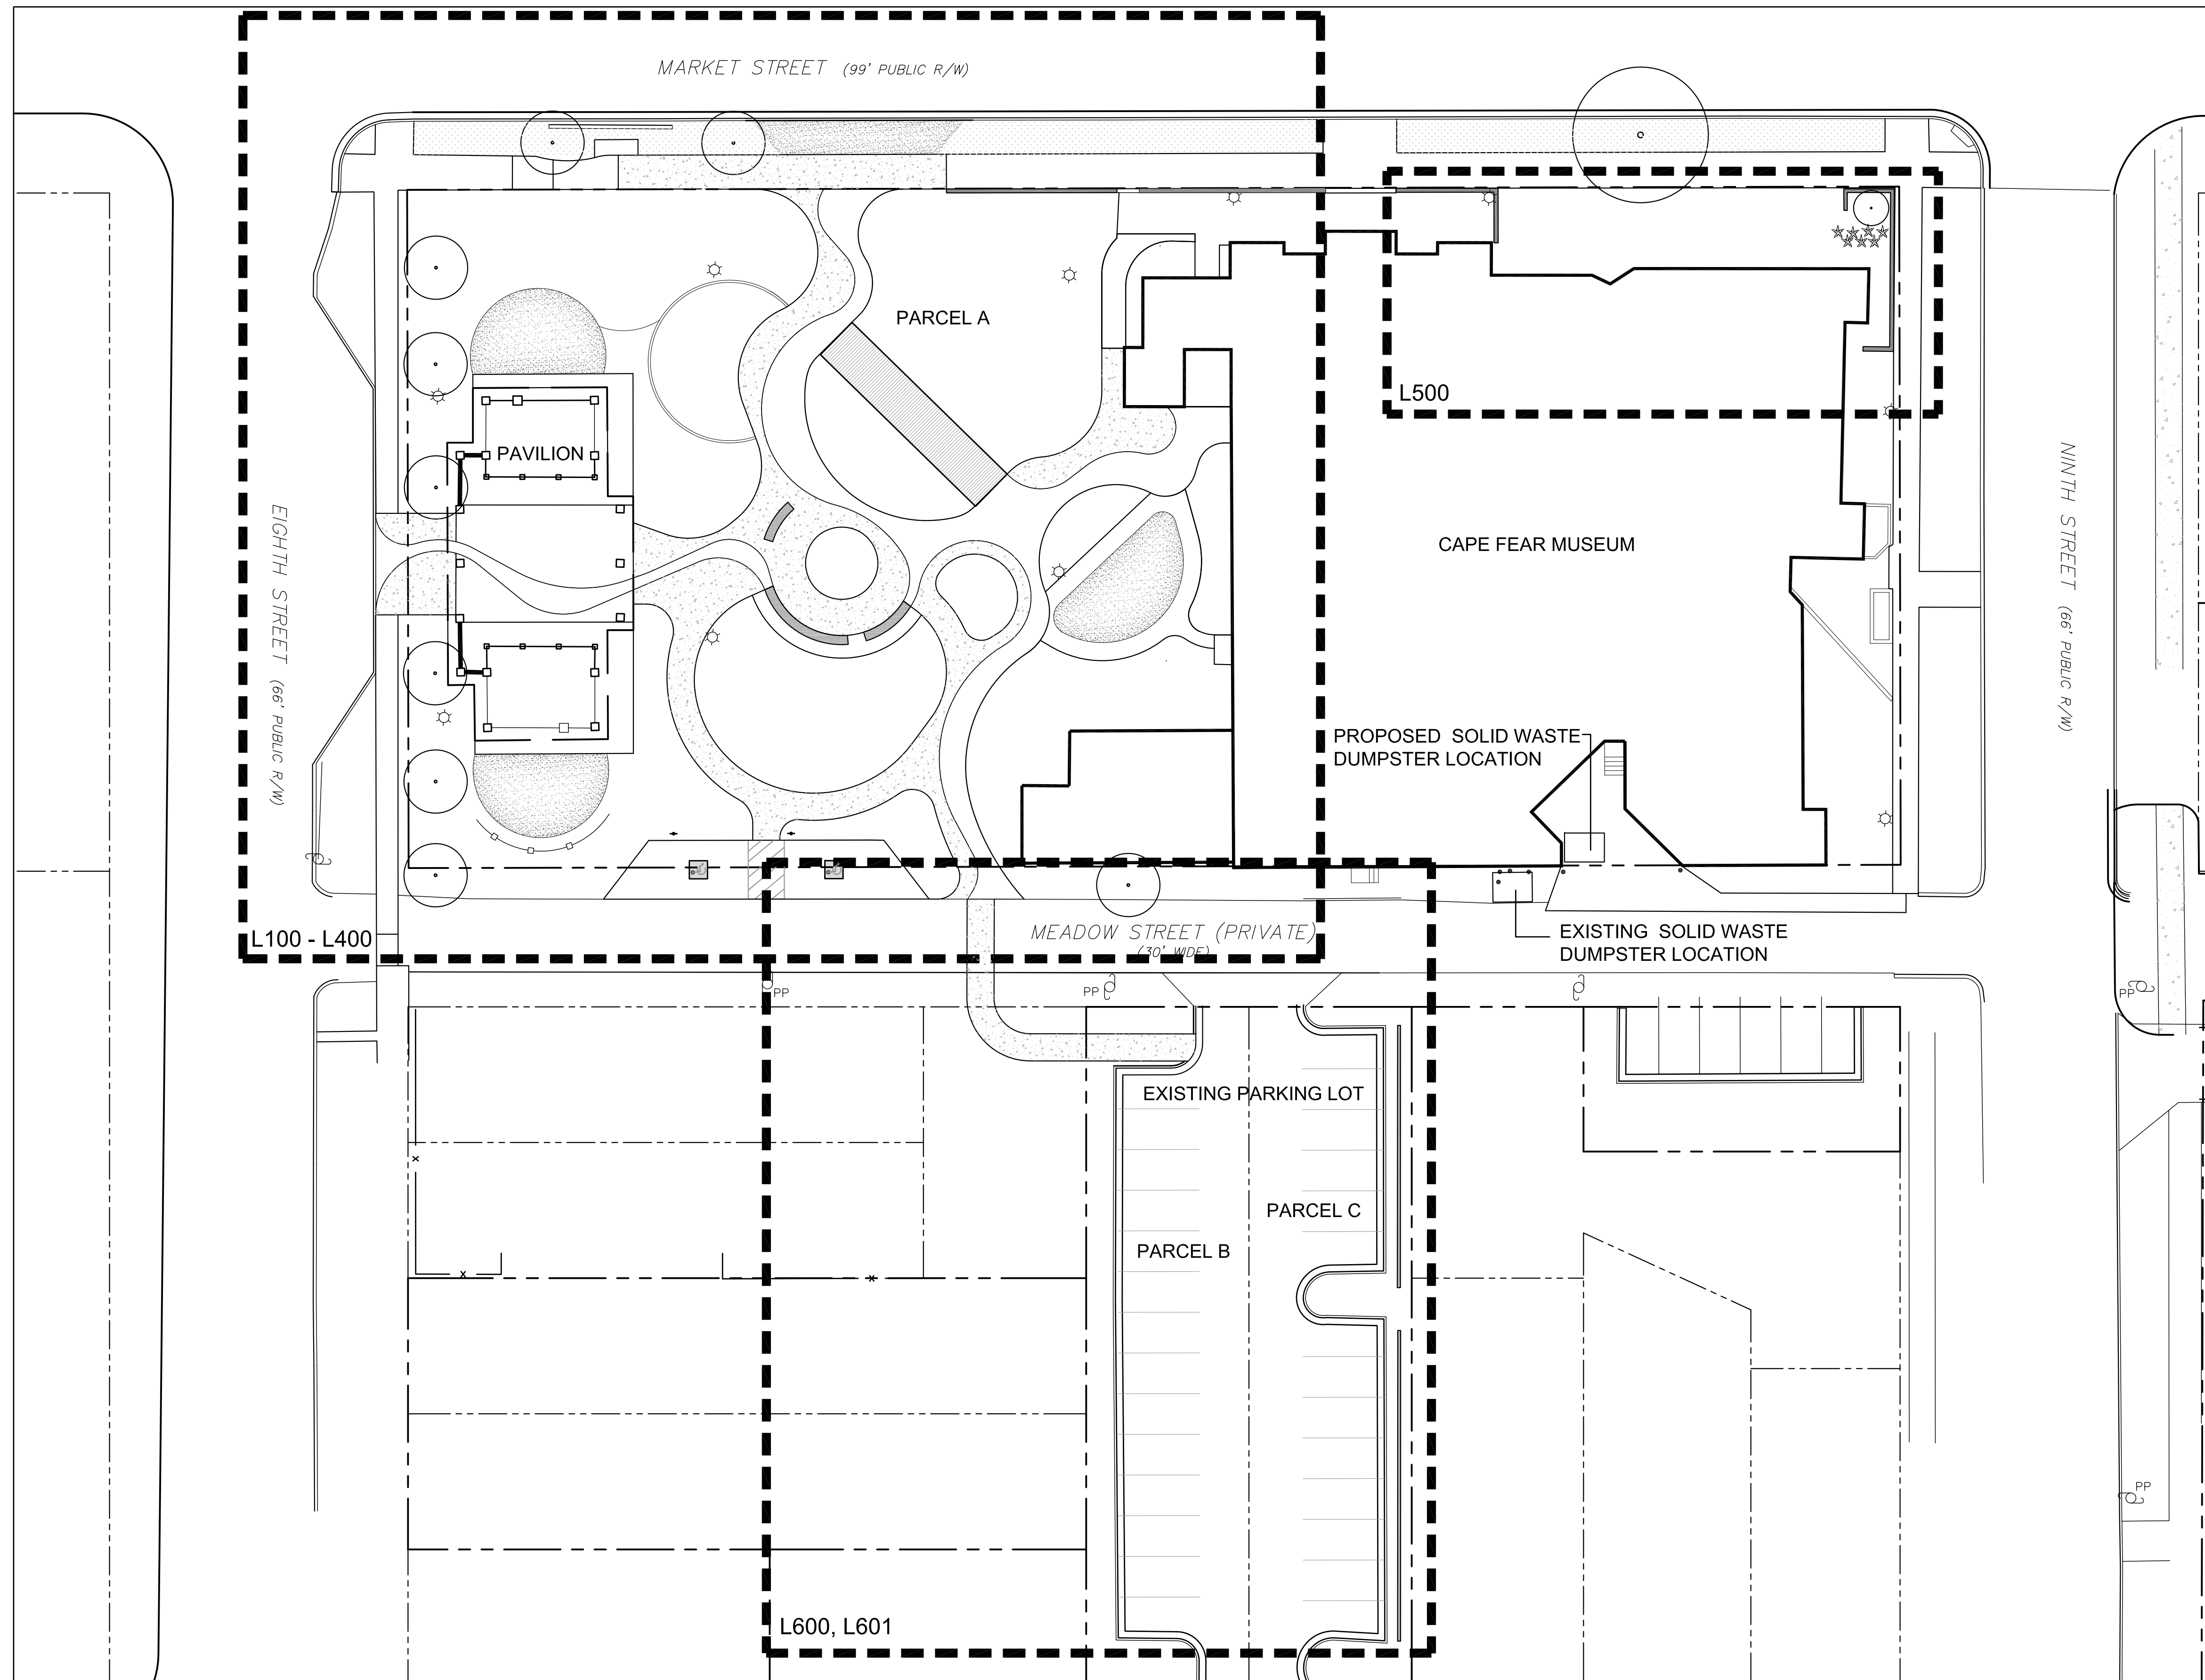 MARKET STREET (99' PUBLIC R/W)
PARCEL A
L500
PAVILION
EIGHTH STREET (66' PUBLIC R/W)
NINTH STREET (66' PUBLIC R/W)
CAPE FEAR MUSEUM
PROPOSED SOLID WASTE
DUMPSTER LOCATION
L100 - L400
MEADOW STREET (PRIVATE)
(30' WIDE)
EXISTING SOLID WASTE
DUMPSTER LOCATION
PP
PP
PP
EXISTING PARKING LOT
PARCEL C
PARCEL B
PP
L600, L601